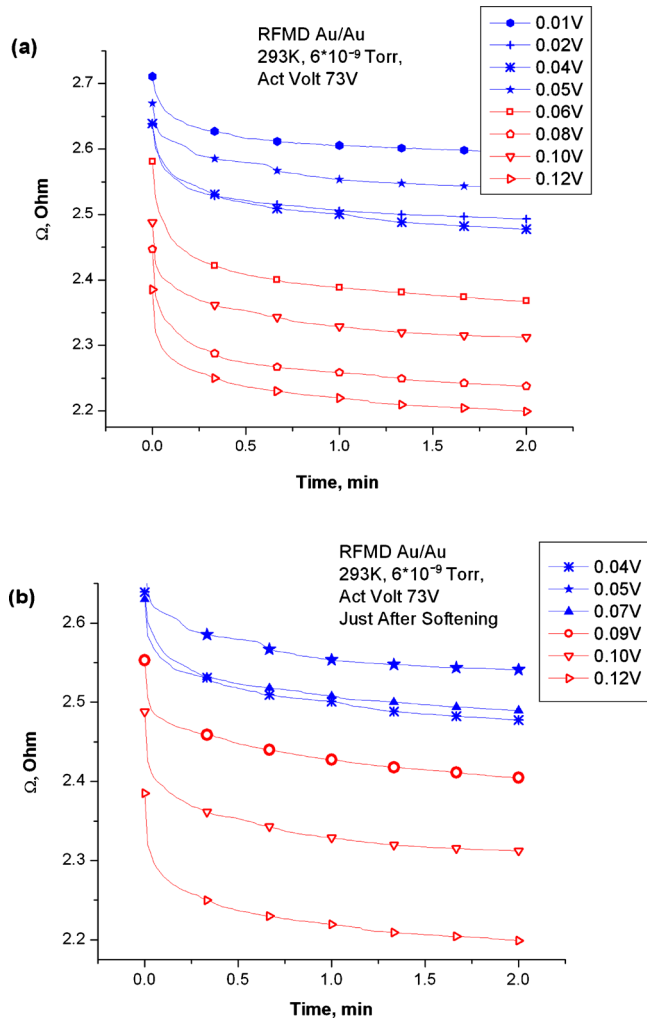 (a)
RFMD Au/Au
293K, 6*10⁻⁹ Torr,
Act Volt 73V
0.01V
0.02V
0.04V
0.05V
0.06V
0.08V
0.10V
0.12V
2.7
2.6
2.5
2.4
2.3
2.2
Ω, Ohm
0.0 0.5 1.0 1.5 2.0
Time, min
(b)
RFMD Au/Au
293K, 6*10⁻⁹ Torr,
Act Volt 73V
Just After Softening
0.04V
0.05V
0.07V
0.09V
0.10V
0.12V
2.6
2.5
2.4
2.3
2.2
Ω, Ohm
0.0 0.5 1.0 1.5 2.0
Time, min